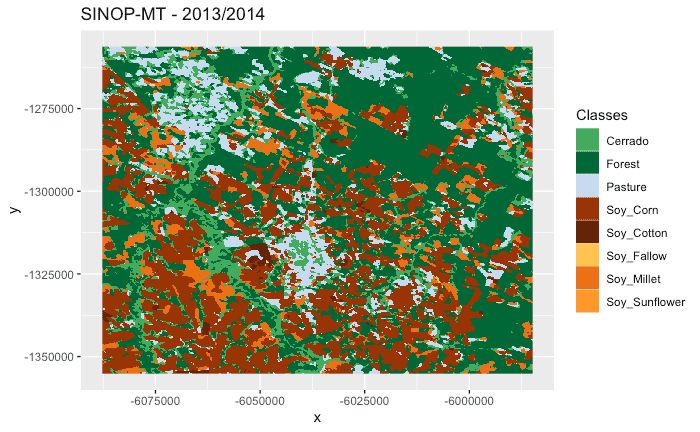 SINOP-MT - 2013/2014
y
-1275000
-1300000
-1325000
-1350000
-6075000 -6050000 -6025000 -6000000
x
Classes
Cerrado
Forest
Pasture
Soy_Corn
Soy_Cotton
Soy_Fallow
Soy_Millet
Soy_Sunflower